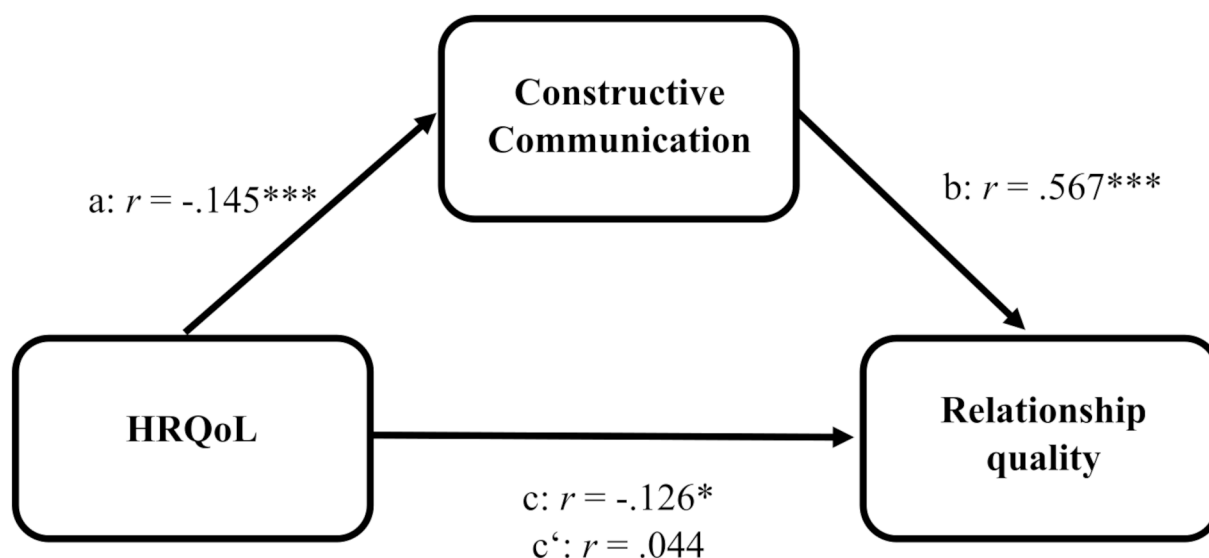 Constructive
Communication
a: r = -.145***
b: r = .567***
HRQoL
Relationship
quality
c: r = -.126*
c‘: r = .044